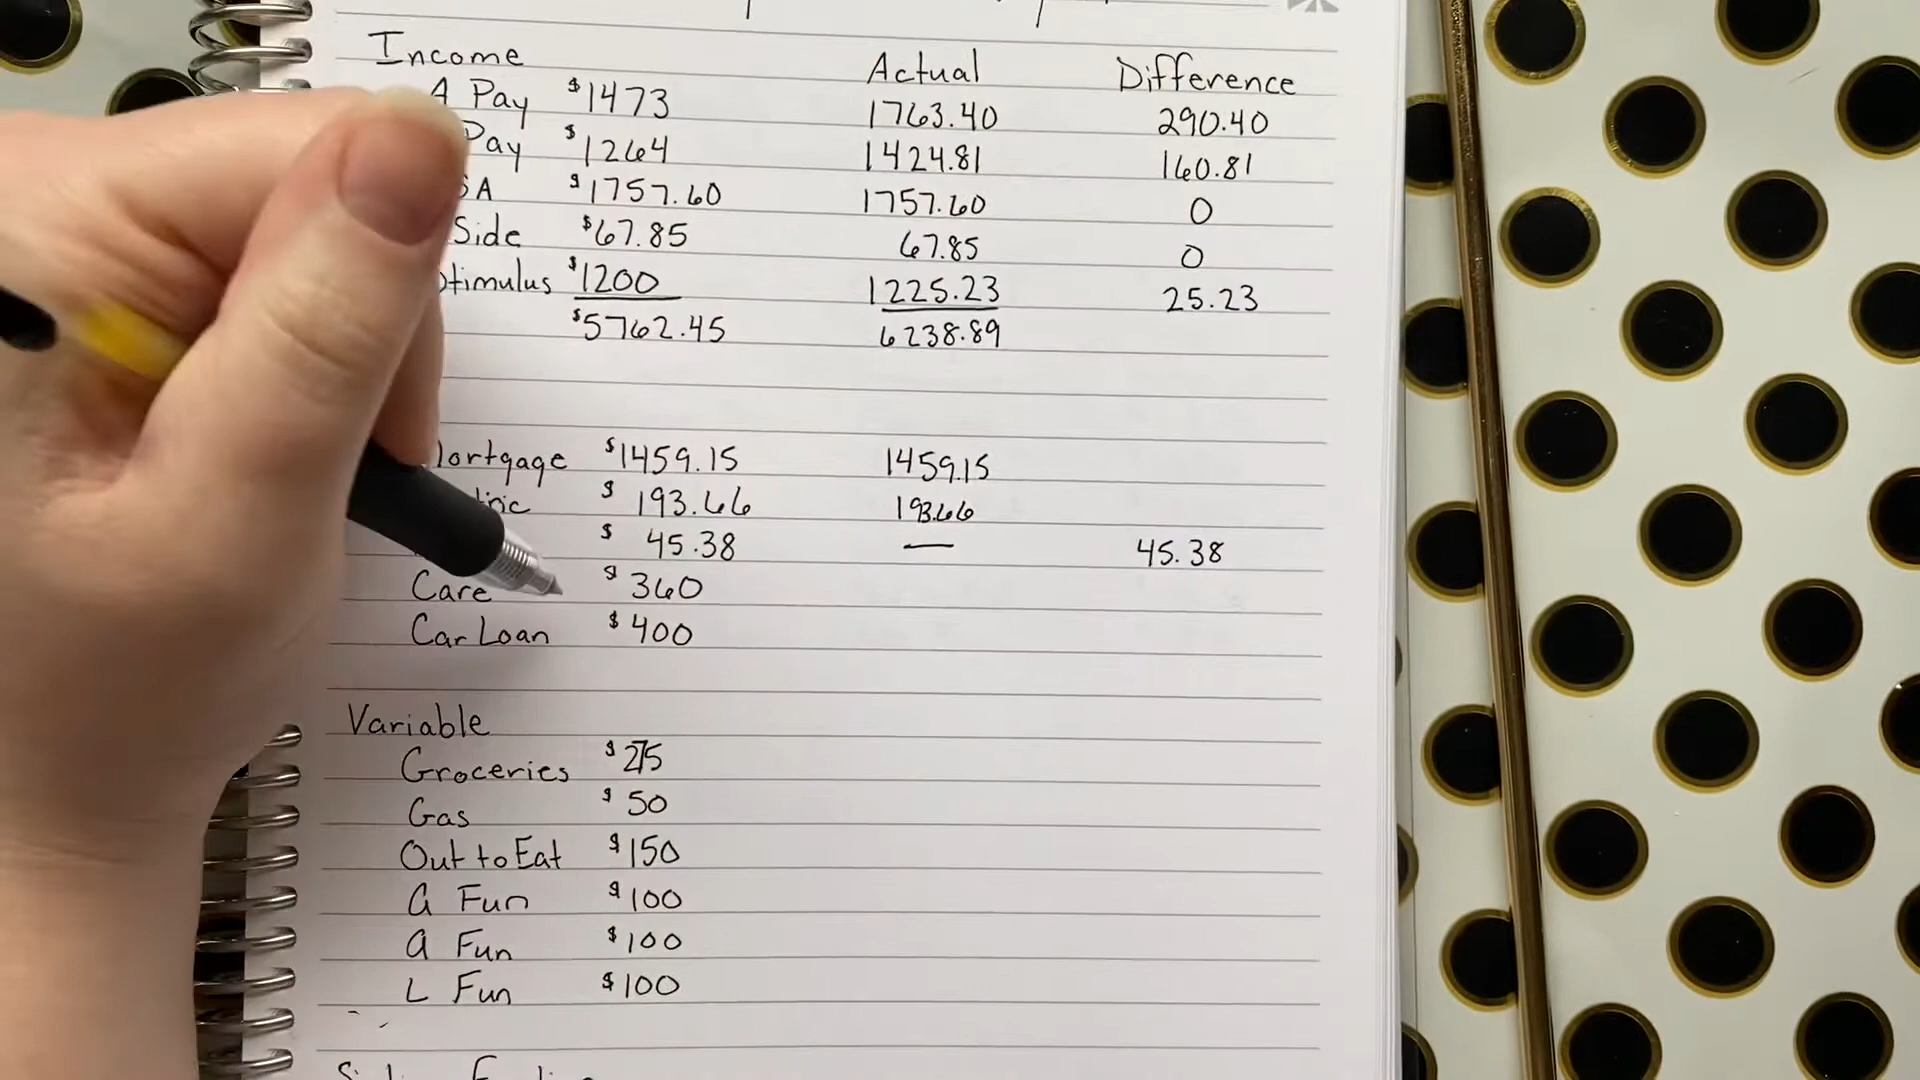 Income Actual Difference
A Pay $1473 1763.40 290.40
Pay $1264 1424.81 160.81
A $1757.60 1757.60 0
Side $67.85 67.85 0
Stimulus $1200 1225.23 25.23
$5762.45 6238.89
Mortgage $1459.15 1459.15
$193.66 193.66
$45.38 — 45.38
Care $360
Car Loan $400
Variable
Groceries $275
Gas $50
Out to Eat $150
A Fun $100
A Fun $100
L Fun $100